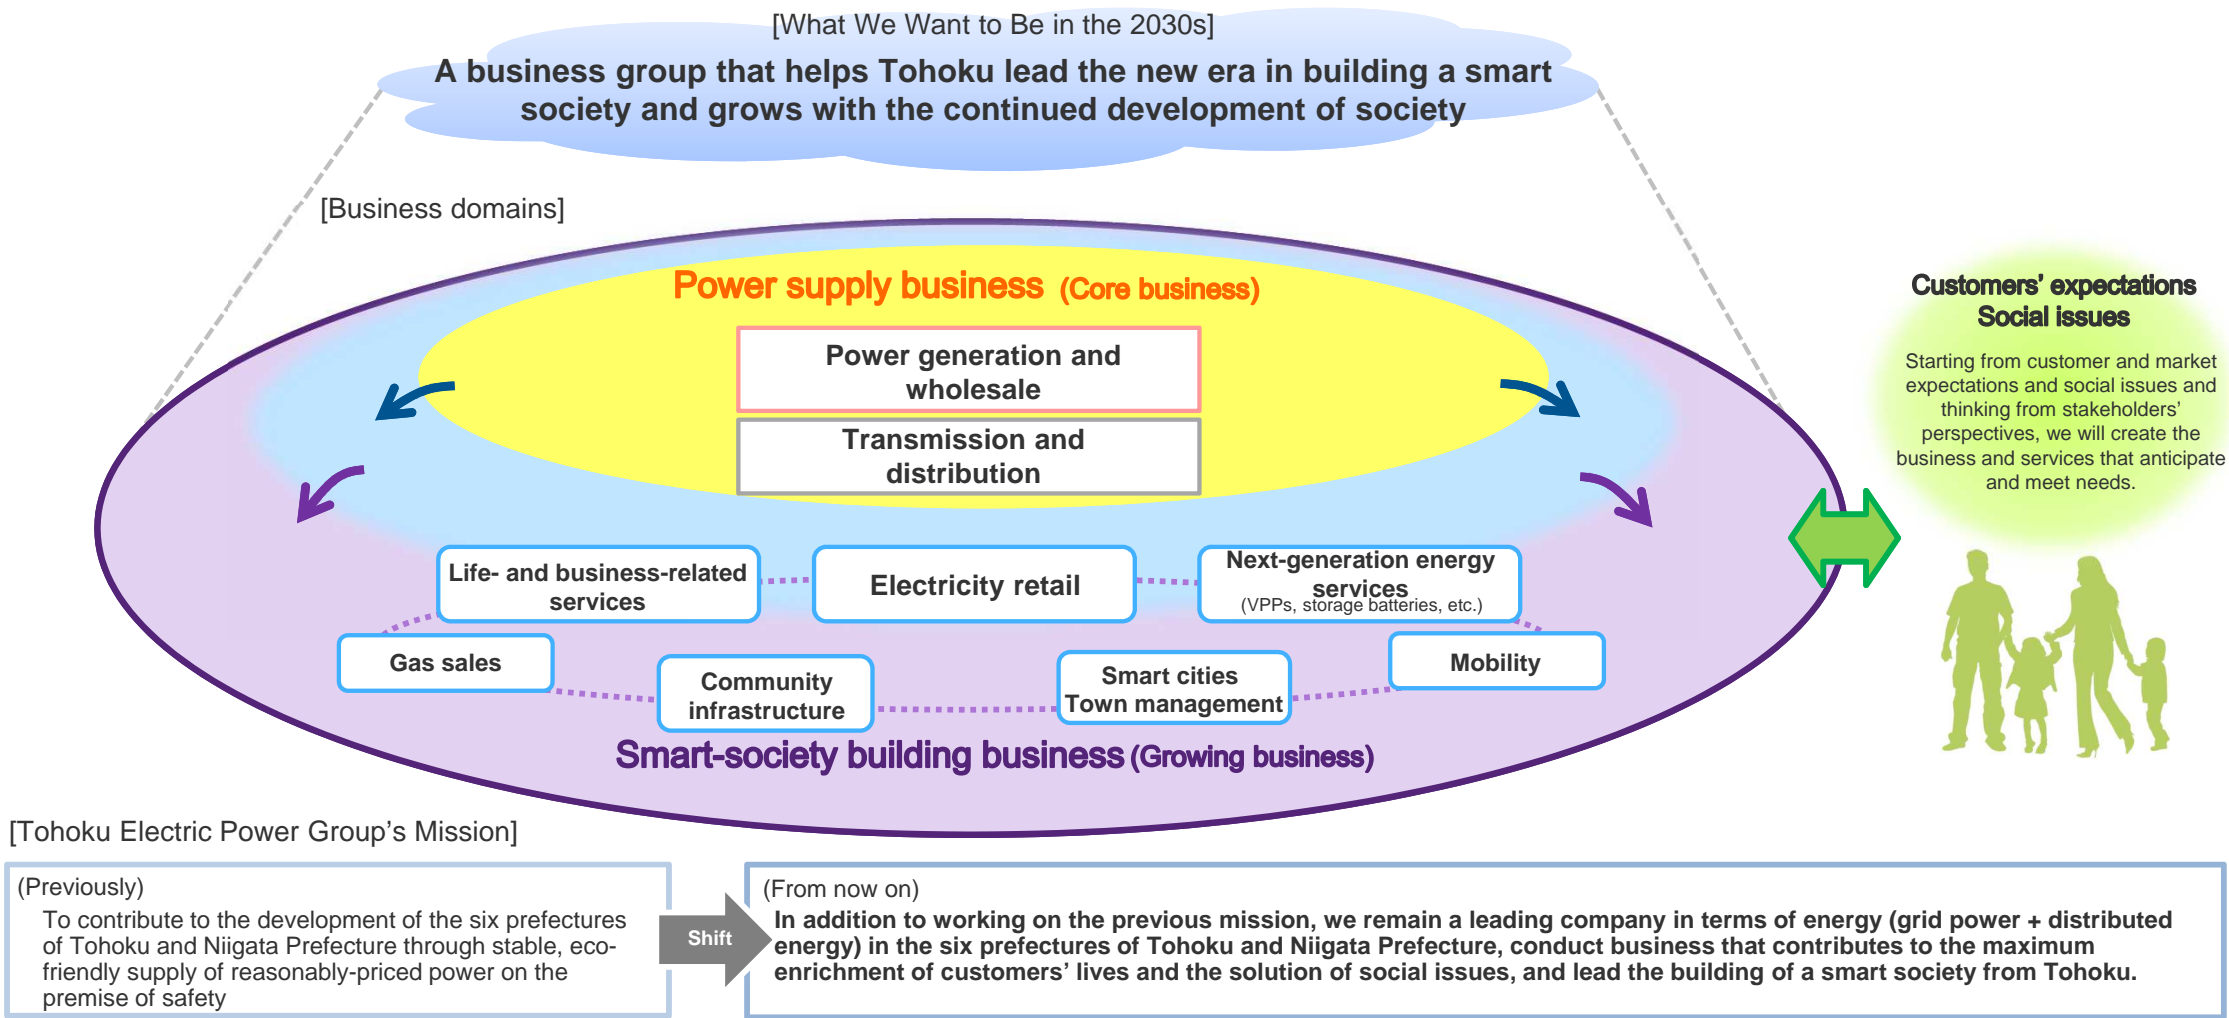 [What We Want to Be in the 2030s]
A business group that helps Tohoku lead the new era in building a smart
society and grows with the continued development of society
[Business domains]
Power supply business (Core business)
Power generation and
wholesale
Transmission and
distribution
Customers’ expectations
Social issues
Starting from customer and market
expectations and social issues and
thinking from stakeholders’
perspectives, we will create the
business and services that anticipate
and meet needs.
Life- and business-related
services
Electricity retail
Next-generation energy
services
(VPPs, storage batteries, etc.)
Gas sales
Community
infrastructure
Smart cities
Town management
Mobility
Smart-society building business (Growing business)
[Tohoku Electric Power Group’s Mission]
(Previously)
To contribute to the development of the six prefectures
of Tohoku and Niigata Prefecture through stable, eco-
friendly supply of reasonably-priced power on the
premise of safety
Shift
(From now on)
In addition to working on the previous mission, we remain a leading company in terms of energy (grid power + distributed
energy) in the six prefectures of Tohoku and Niigata Prefecture, conduct business that contributes to the maximum
enrichment of customers’ lives and the solution of social issues, and lead the building of a smart society from Tohoku.